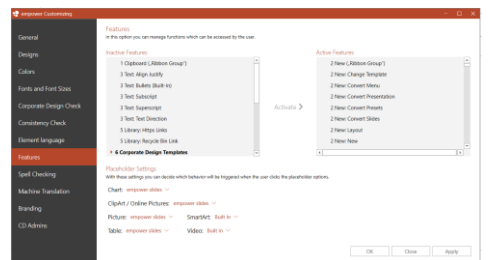 empower Customizing
General
Designs
Colors
Fonts and Font Sizes
Corporate Design Check
Consistency Check
Element language
Features
Spell Checking
Machine Translation
Branding
CD Admins
Features
In this option you can manage functions which can be accessed by the user.
Inactive Features
1 Clipboard („Ribbon Group")
3 Text: Align Justify
3 Text: Bullets (Built-In)
3 Text: Subscript
3 Text: Superscript
3 Text: Text Direction
5 Library: Https Links
5 Library: Recycle Bin Link
6 Corporate Design Templates
Activate >
Active Features
2 New („Ribbon Group")
2 New: Change Template
2 New: Convert Menu
2 New: Convert Presentation
2 New: Convert Presets
2 New: Convert Slides
2 New: Layout
2 New: New
Placeholder Settings
With these settings you can decide which behavior will be triggered when the user clicks the placeholder options.
Chart: empower slides
ClipArt / Online Pictures: empower slides
Picture: empower slides SmartArt: Built in
Table: empower slides Video: Built in
OK Close Apply